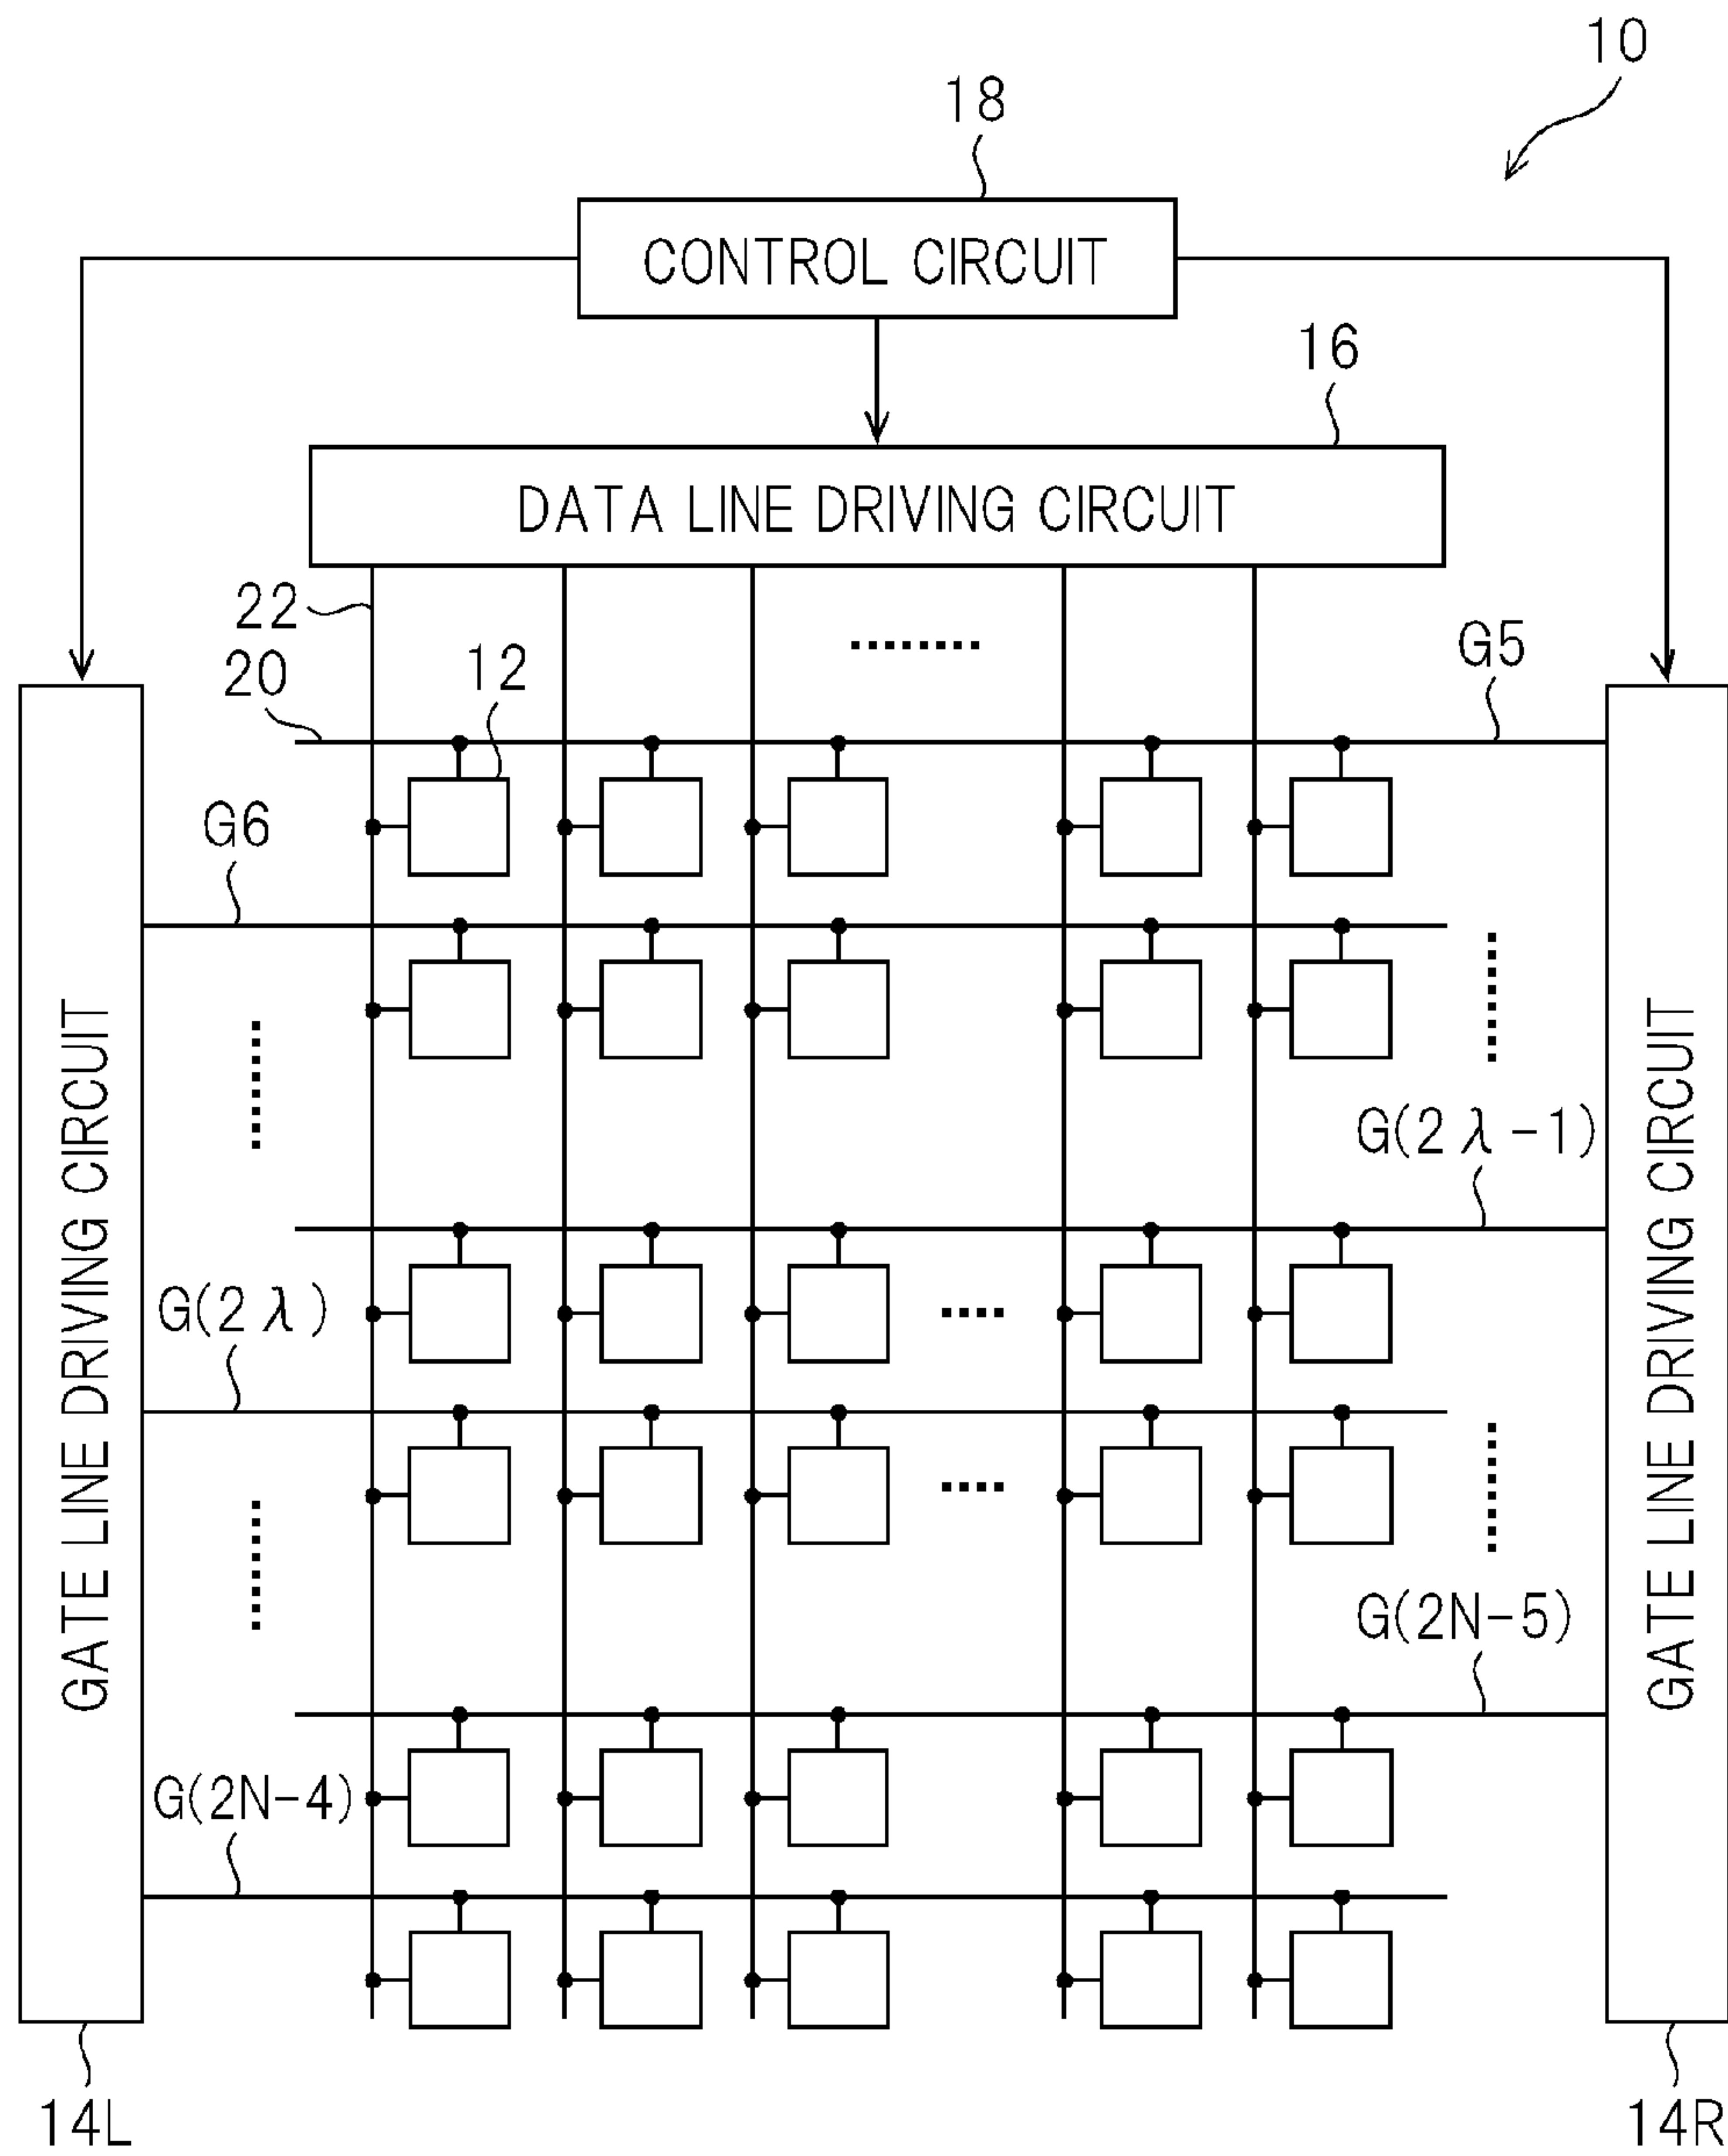 10
18
CONTROL CIRCUIT
16
DATA LINE DRIVING CIRCUIT
22
G5
20
12
G6
G(2λ-1)
G(2λ)
GATE LINE DRIVING CIRCUIT
GATE LINE DRIVING CIRCUIT
G(2N-5)
G(2N-4)
14L
14R